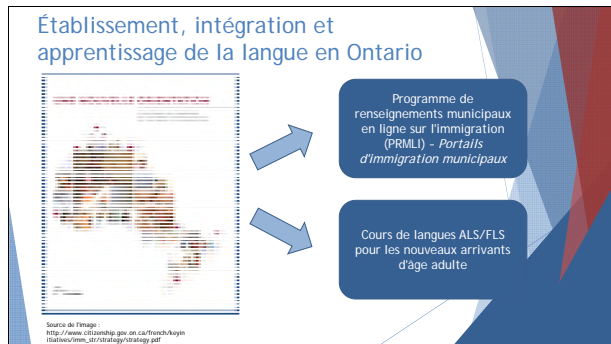 Établissement, intégration et
apprentissage de la langue en Ontario
Programme de
renseignements municipaux
en ligne sur l'immigration
(PRMLI) – Portails
d'immigration municipaux
Cours de langues ALS/FLS
pour les nouveaux arrivants
d'âge adulte
Source de l'image :
http://www.citizenship.gov.on.ca/french/keyin
itiatives/imm_str/strategy/strategy.pdf